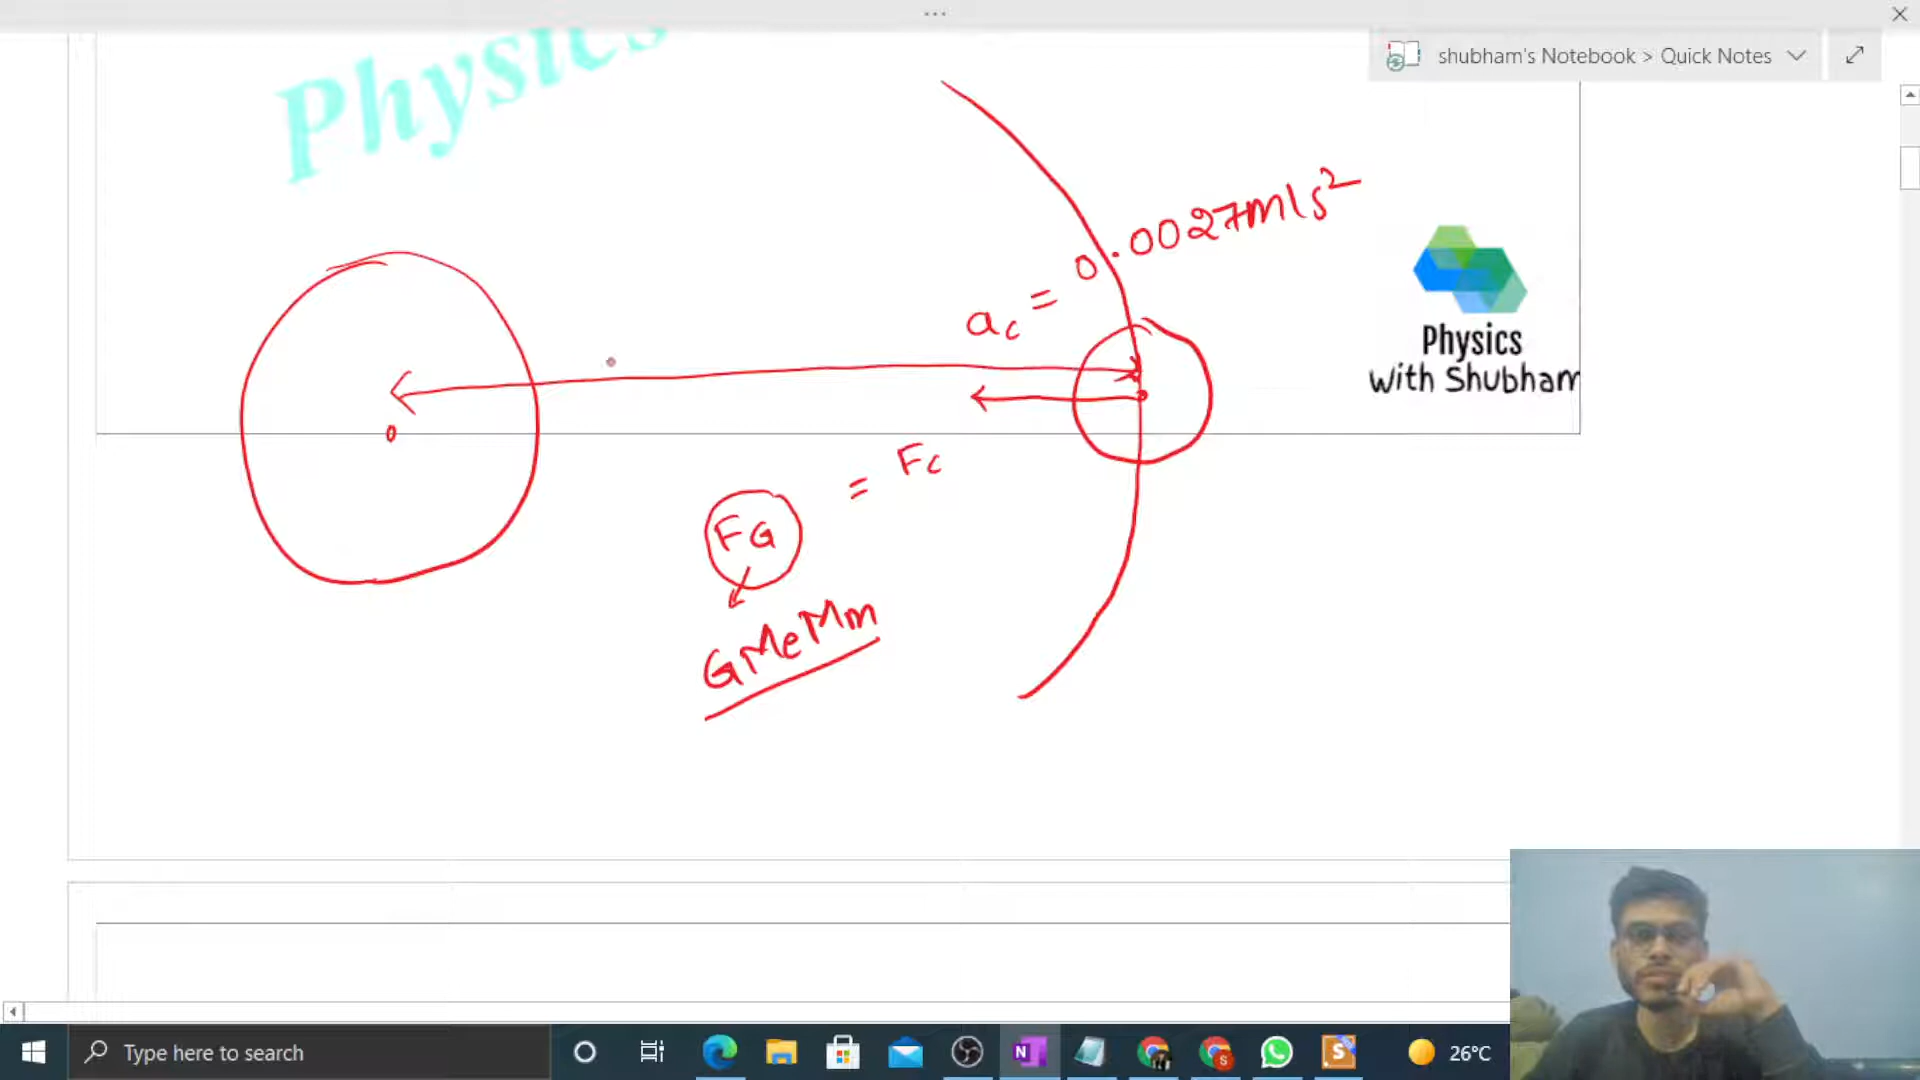 ...
shubham's Notebook > Quick Notes
Physics
ac = 0.0027m/s²
Physics
With Shubham
FG = Fc
GMeMm
Type here to search
26°C